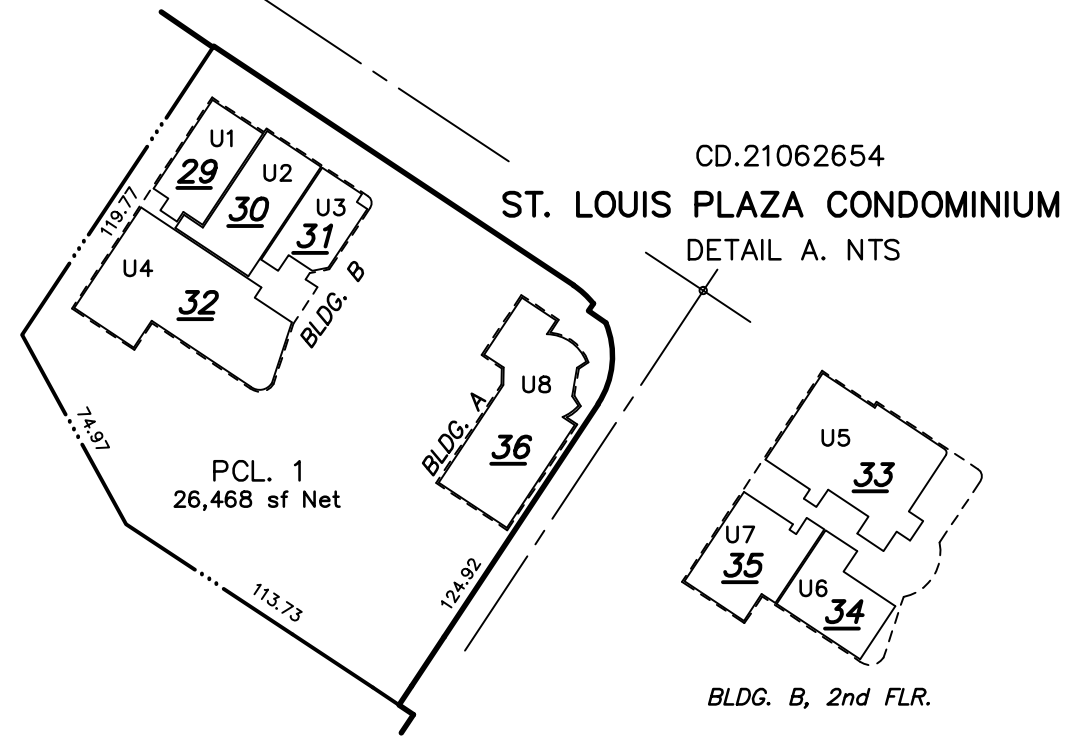 CD.21062654
ST. LOUIS PLAZA CONDOMINIUM
DETAIL A. NTS
U1
29
U2
30
U3
31
U4
32
BLDG. B
119.77
74.97
PCL. 1
26,468 sf Net
113.73
124.92
BLDG. A
U8
36
U5
33
U7
35
U6
34
BLDG. B, 2nd FLR.